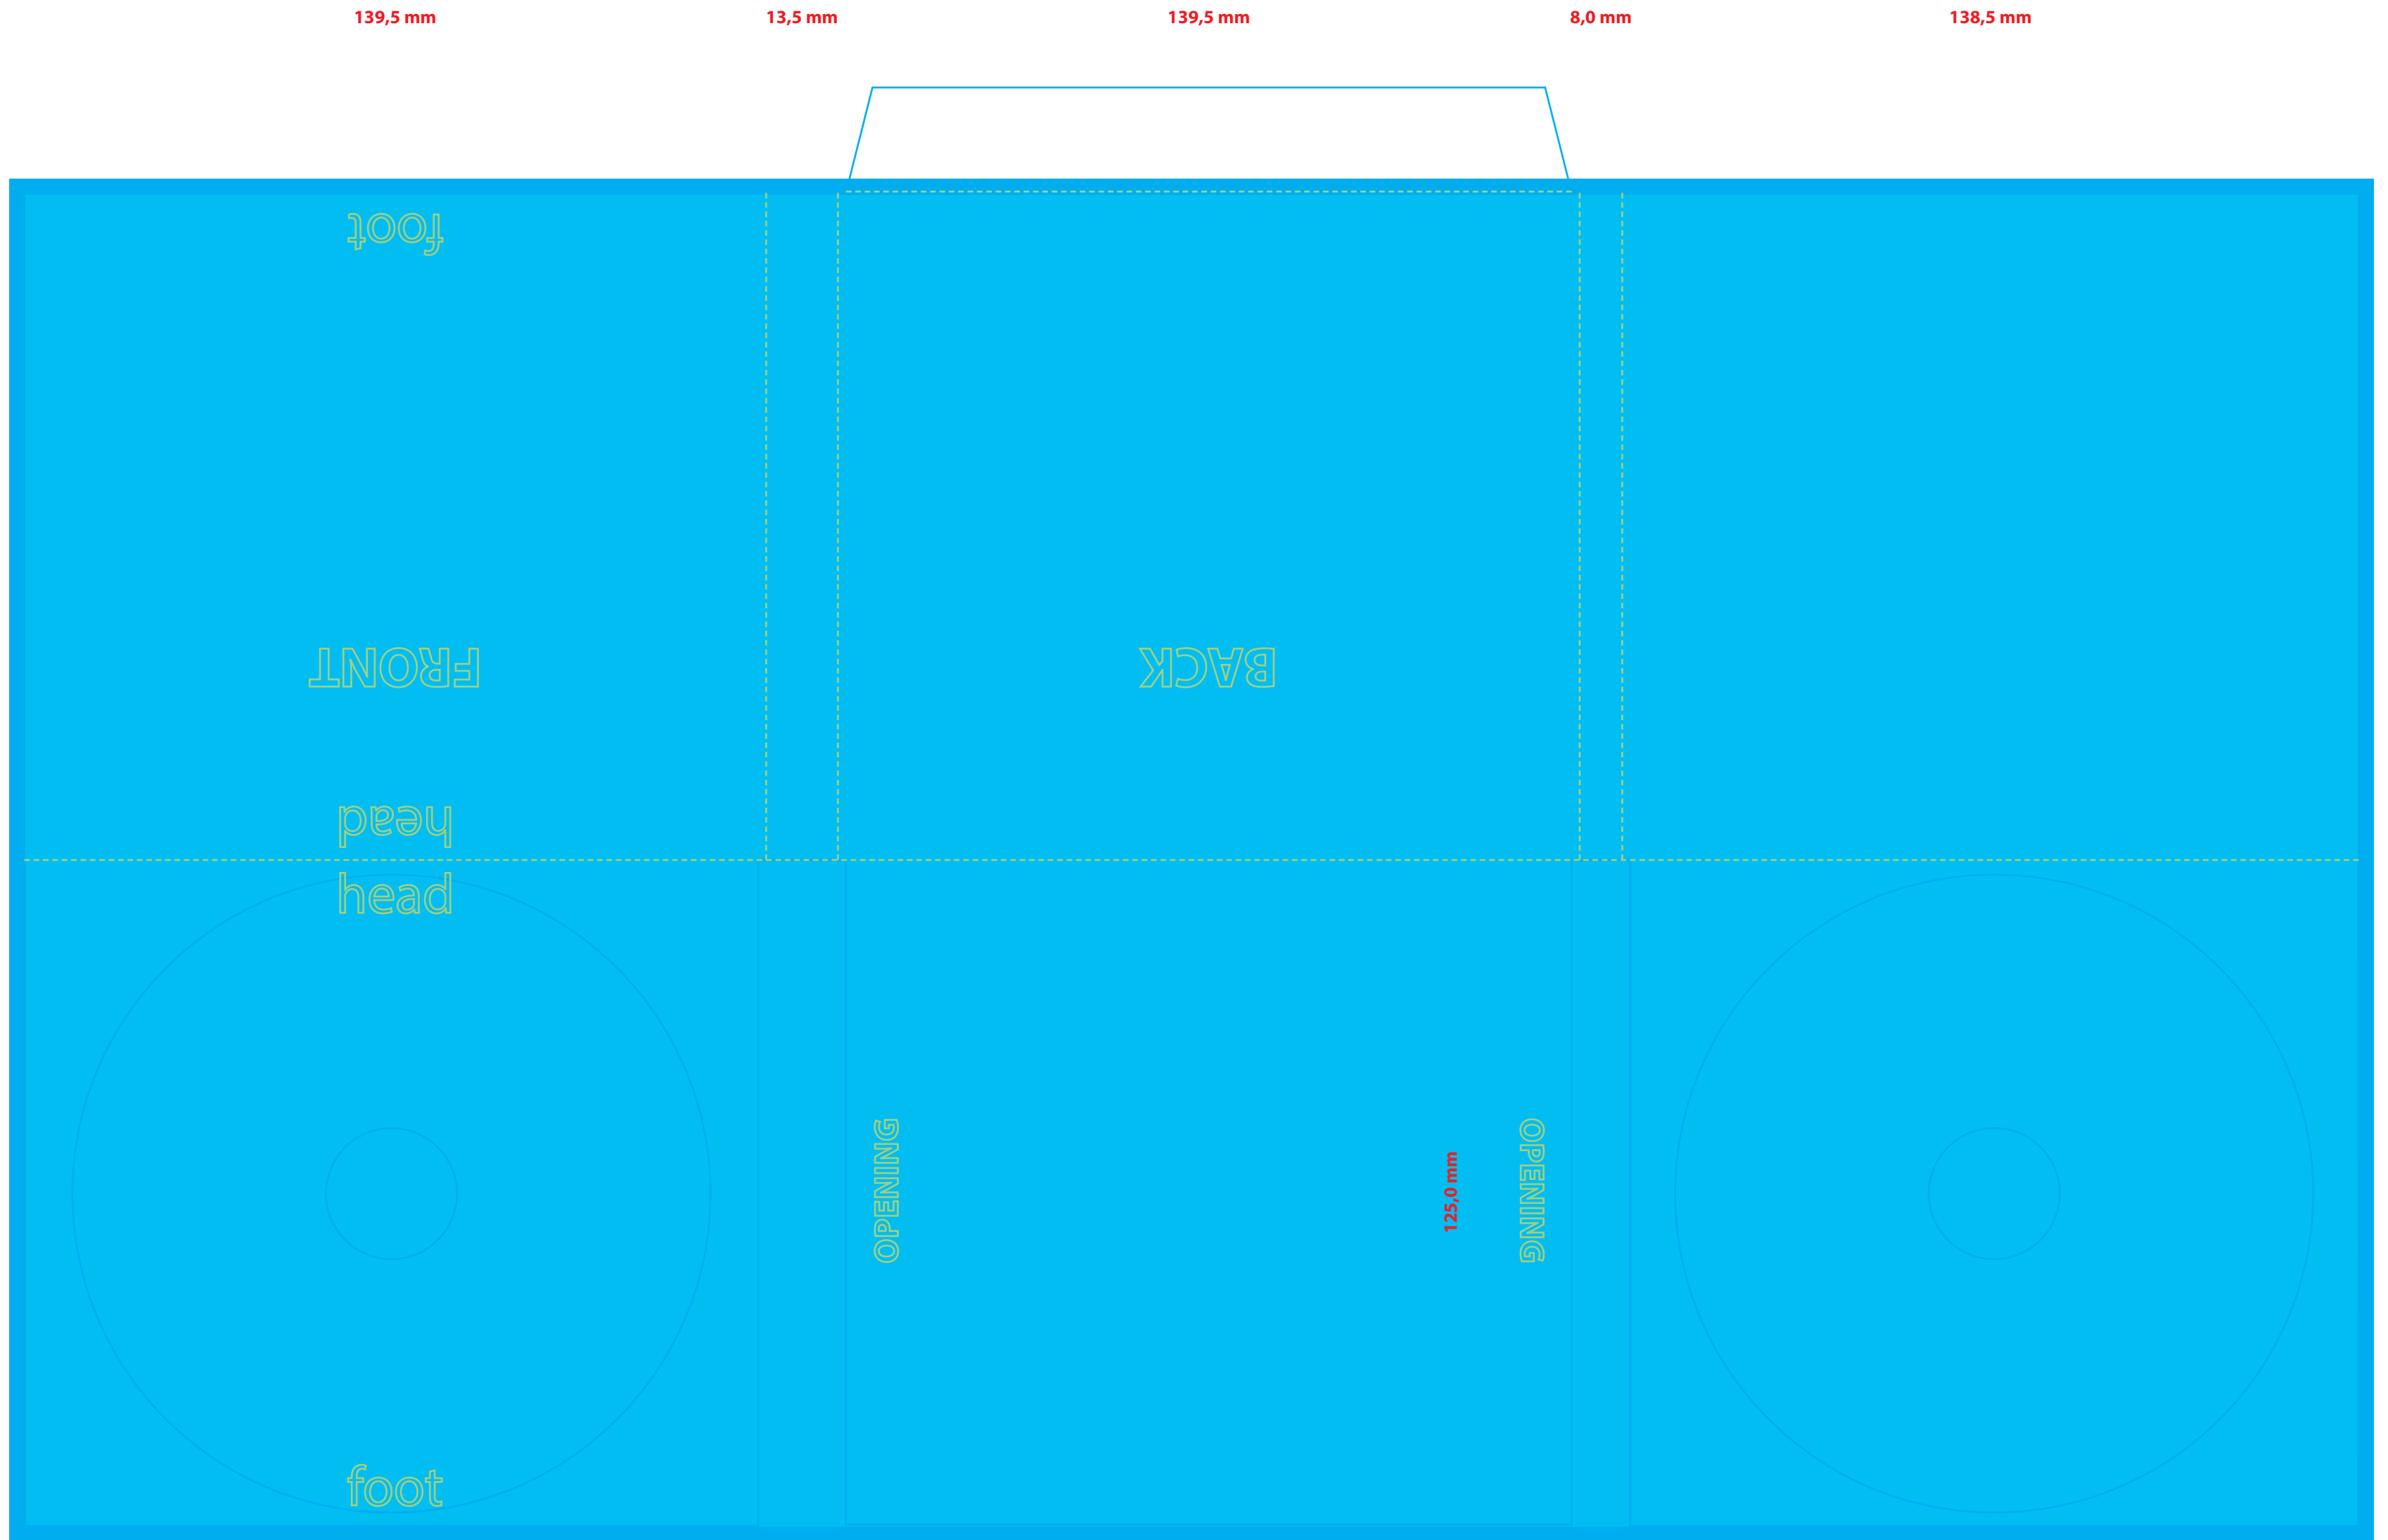 139,5 mm
13,5 mm
139,5 mm
8,0 mm
138,5 mm
foot
FRONT
BACK
head
head
OPENING
125,0 mm
OPENING
foot